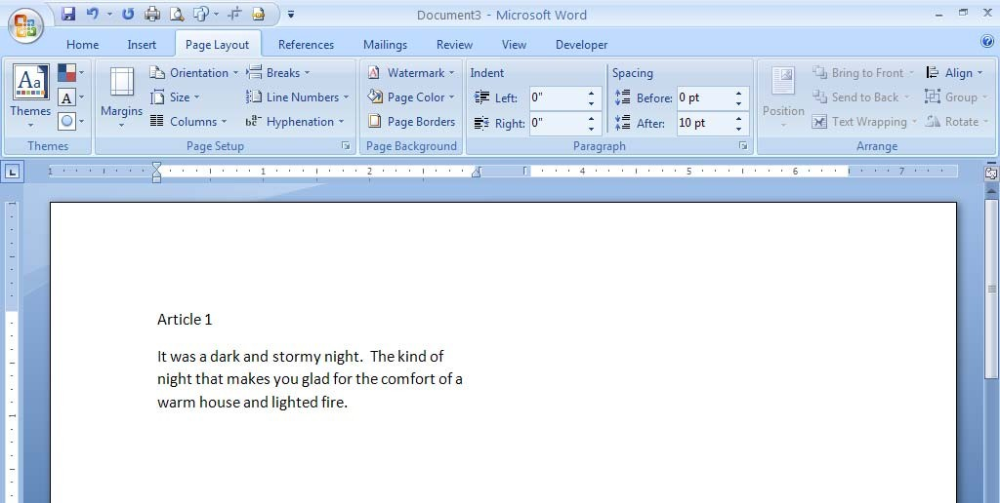 Document3 - Microsoft Word
Home Insert Page Layout References Mailings Review View Developer
Aa
Themes
A
Themes
Margins
Orientation
Size
Columns
Breaks
Line Numbers
Hyphenation
Page Setup
Watermark
Page Color
Page Borders
Page Background
Indent
Left: 0"
Right: 0"
Spacing
Before: 0 pt
After: 10 pt
Paragraph
Position
Bring to Front
Send to Back
Text Wrapping
Align
Group
Rotate
Arrange
1 1 2 4 5 6 7
Article 1
It was a dark and stormy night.  The kind of
night that makes you glad for the comfort of a
warm house and lighted fire.